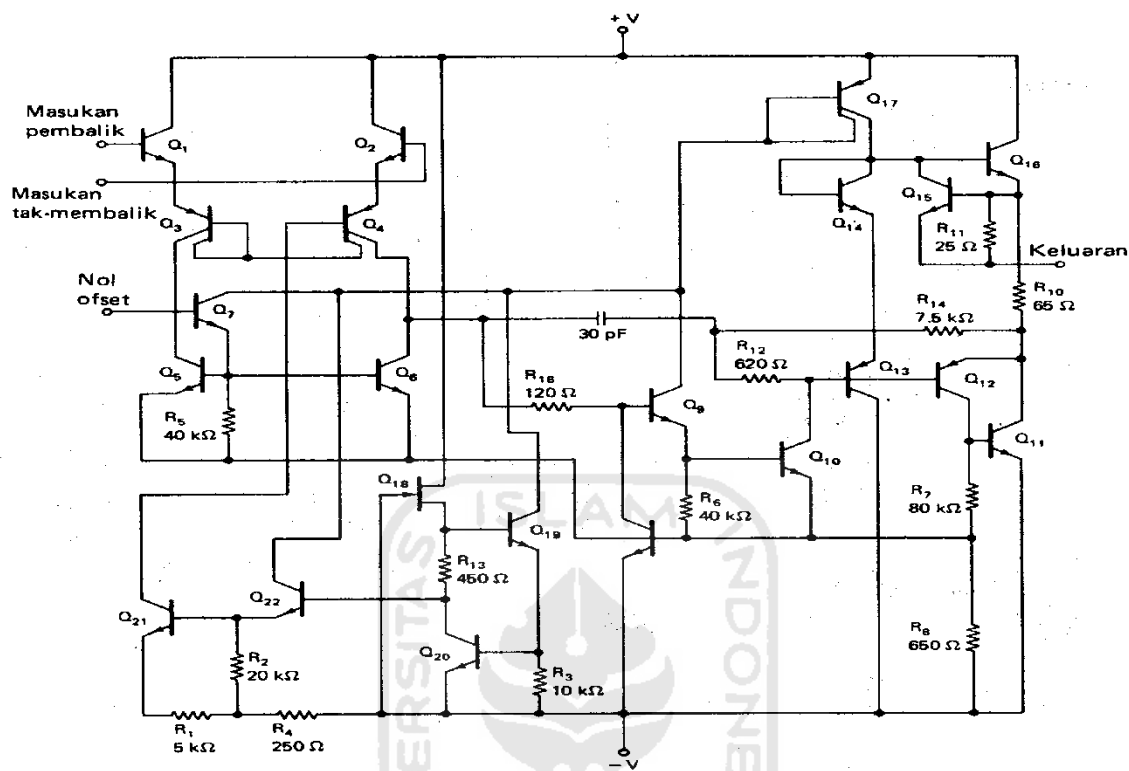 + V
Masukan
pembalik
Q1
Q2
Masukan
tak-membalik
Q3
Q4
Nol
ofset
Q7
Q5
Q6
R5
40 kΩ
Q17
Q16
Q15
Q14
R11
25 Ω
Keluaran
R10
65 Ω
R14
7.5 kΩ
30 pF
R12
620 Ω
Q13
Q12
Q11
R16
120 Ω
Q9
Q10
R6
40 kΩ
R7
80 kΩ
Q18
Q19
R13
450 Ω
Q22
Q21
Q20
R2
20 kΩ
R3
10 kΩ
R8
650 Ω
R1
5 kΩ
R4
250 Ω
– V
ISLAM
INDONE
ERSITAS